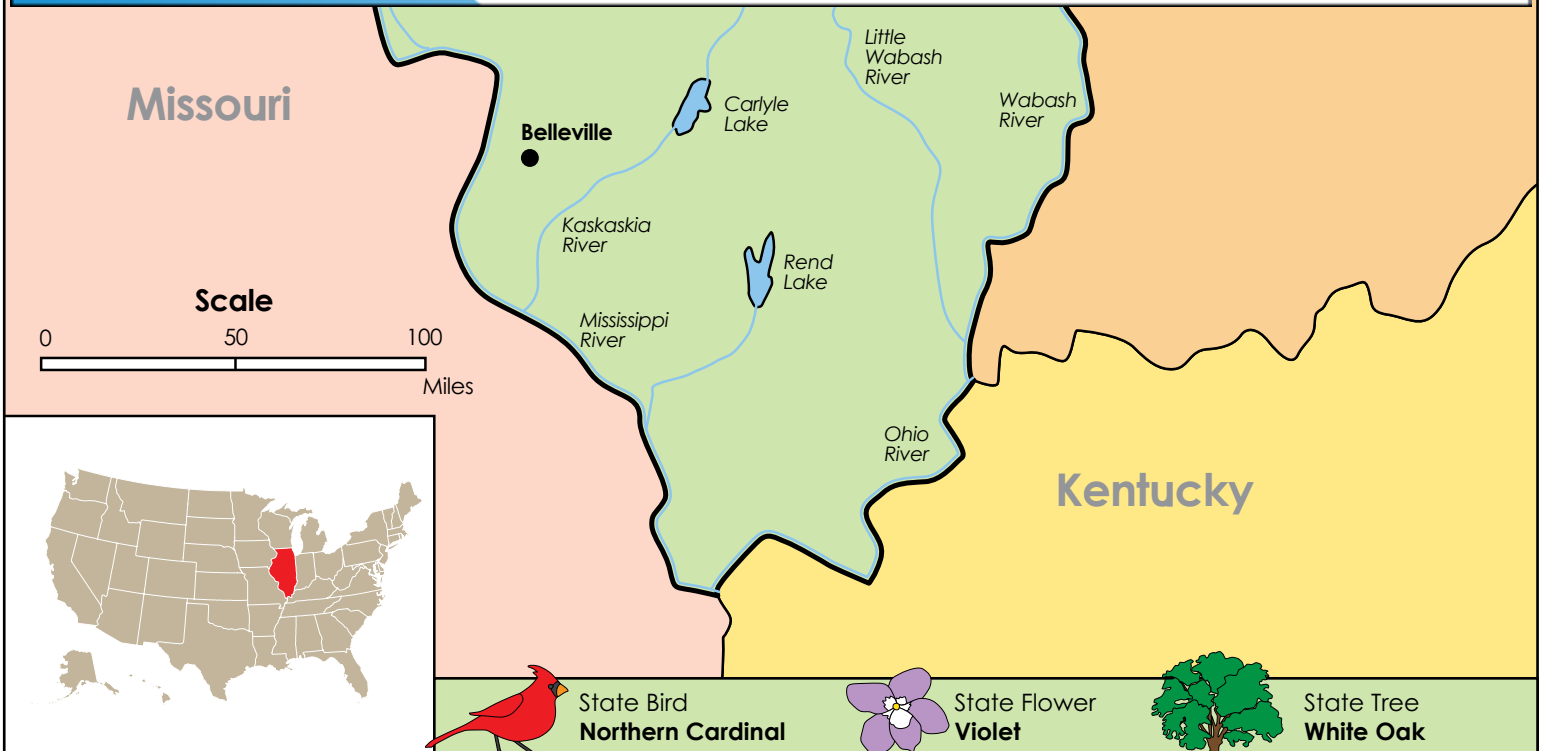 Little
Wabash
River
Missouri
Carlyle
Lake
Wabash
River
Belleville
Kaskaskia
River
Rend
Lake
Scale
0 50 100
Miles
Mississippi
River
Ohio
River
Kentucky
State Bird
Northern Cardinal
State Flower
Violet
State Tree
White Oak